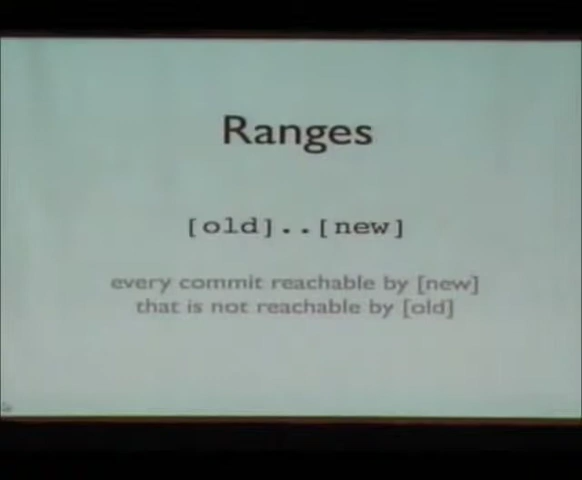 Ranges
[old]..[new]
every commit reachable by [new]
that is not reachable by [old]